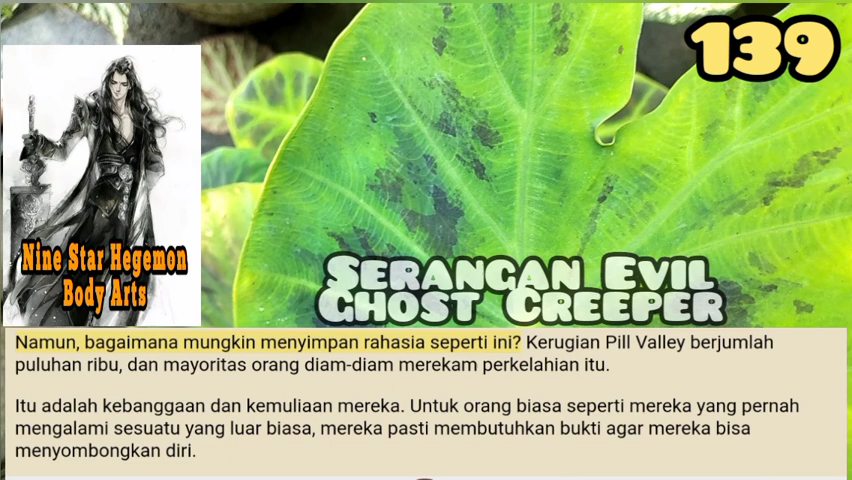 139
Nine Star Hegemon
Body Arts
SERANGAN EVIL
GHOST CREEPER
Namun, bagaimana mungkin menyimpan rahasia seperti ini? Kerugian Pill Valley berjumlah
puluhan ribu, dan mayoritas orang diam-diam merekam perkelahian itu.
Itu adalah kebanggaan dan kemuliaan mereka. Untuk orang biasa seperti mereka yang pernah
mengalami sesuatu yang luar biasa, mereka pasti membutuhkan bukti agar mereka bisa
menyombongkan diri.